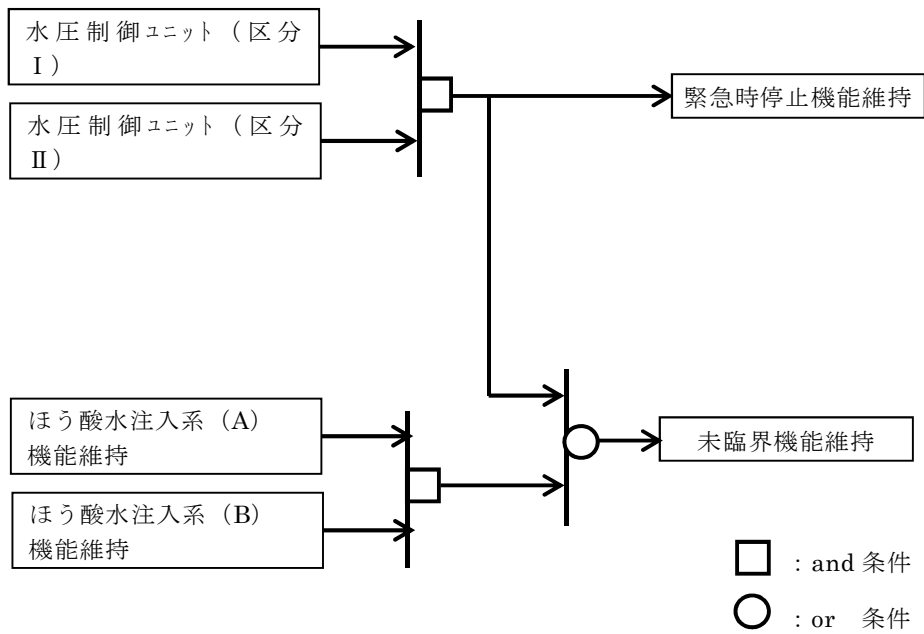 水圧制御ユニット（区分
Ⅰ）
緊急時停止機能維持
水圧制御ユニット（区分
Ⅱ）
ほう酸水注入系（A）
機能維持
未臨界機能維持
ほう酸水注入系（B）
機能維持
：and 条件
：or 条件